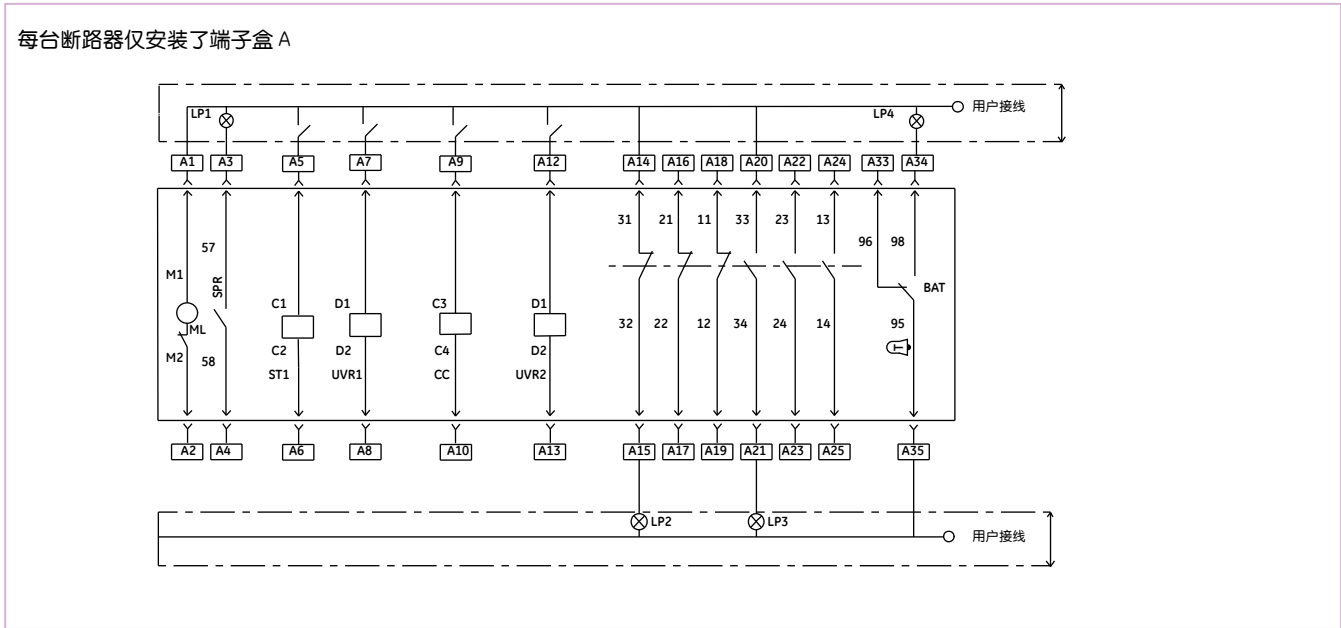 每台断路器仅安装了端子盒 A
LP1
LP4
用户接线
A1 A3 A5 A7 A9 A12 A14 A16 A18 A20 A22 A24 A33 A34
31 21 11 33 23 13
57
96 98
M1
SPR
BAT
C1 D1 C3 D1
ML
32 22 12 34 24 14 95
M2
58
C2 D2 C4 D2
T
ST1 UVR1 CC UVR2
A2 A4 A6 A8 A10 A13 A15 A17 A19 A21 A23 A25 A35
LP2 LP3
用户接线